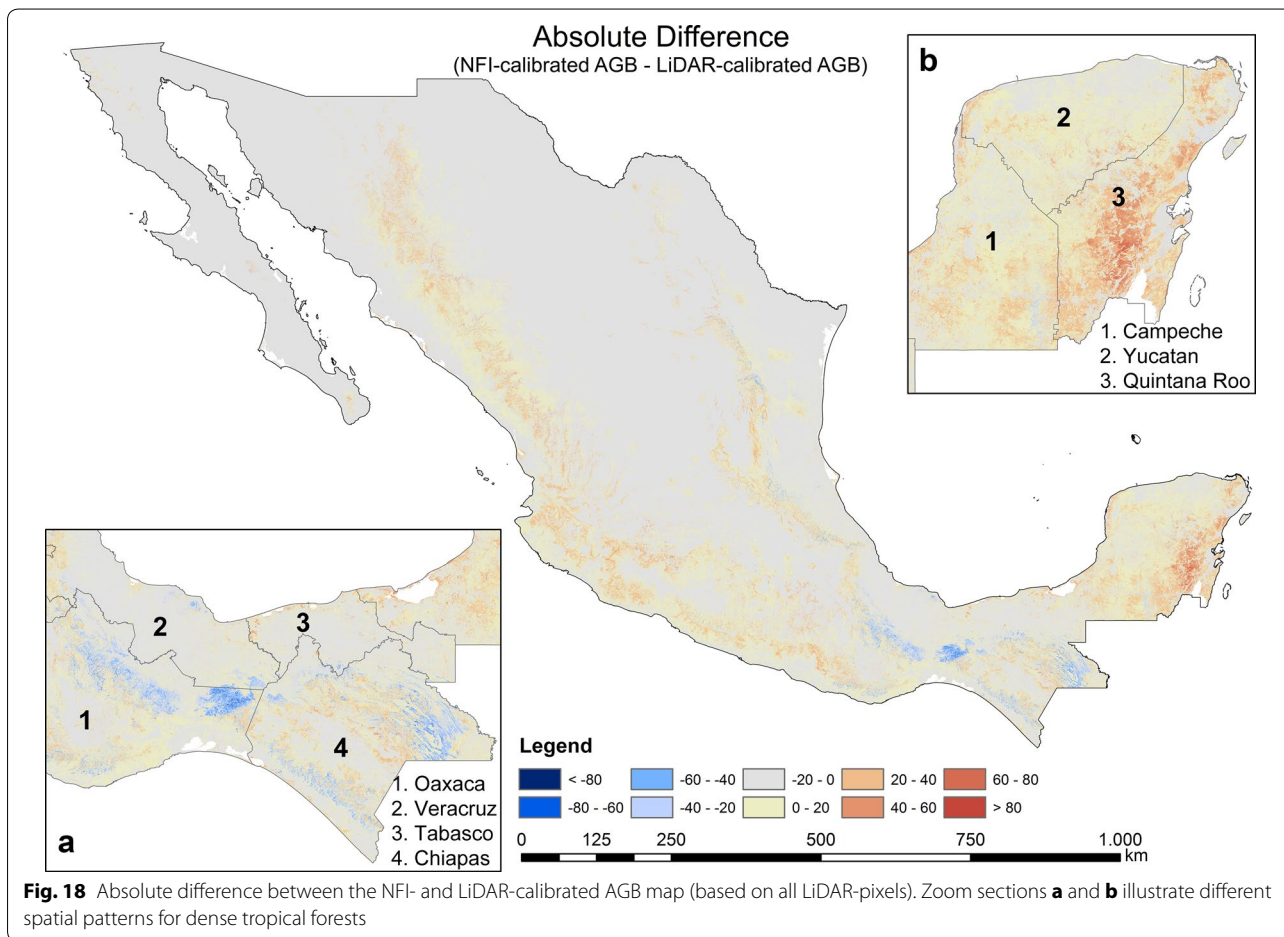 Absolute Difference
(NFI-calibrated AGB - LiDAR-calibrated AGB)
b
2
3
1
1. Campeche
2. Yucatan
3. Quintana Roo
2
3
1
4
1. Oaxaca
2. Veracruz
3. Tabasco
4. Chiapas
a
Legend
< -80 -60 - -40 -20 - 0 20 - 40 60 - 80
-80 - -60 -40 - -20 0 - 20 40 - 60 > 80
0 125 250 500 750 1.000
km
Fig. 18 Absolute difference between the NFI- and LiDAR-calibrated AGB map (based on all LiDAR-pixels). Zoom sections a and b illustrate different
spatial patterns for dense tropical forests